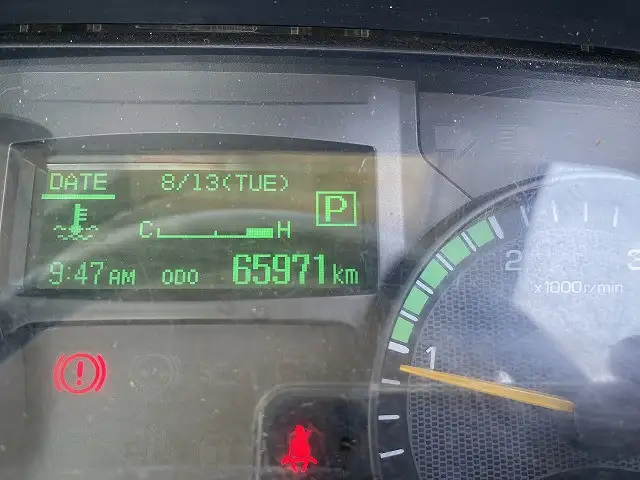 DATE 8/13(TUE)
P
C H
9:47 AM ODO 65971 km
2 3
x1000r/min
1
!